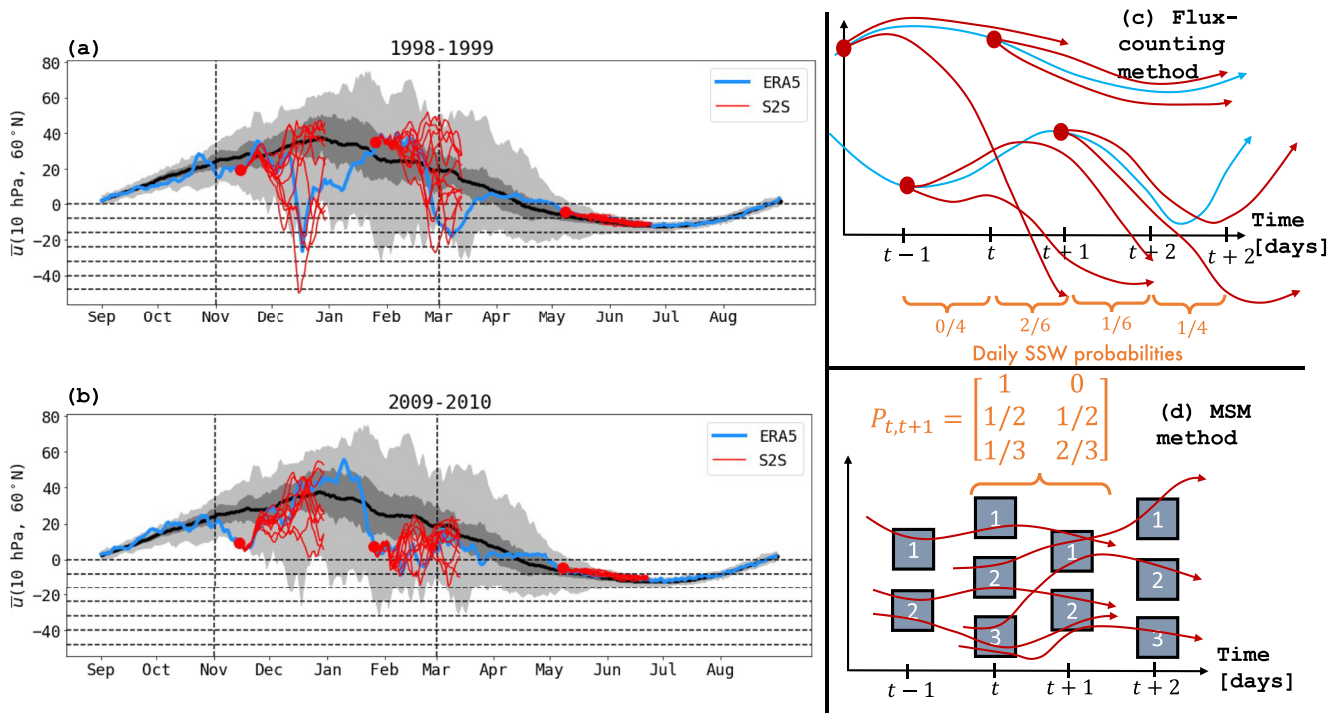 (a)
1998-1999
80
60
40
20
0
−20
−40
u̅(10 hPa, 60°N)
ERA5
S2S
Sep Oct Nov Dec Jan Feb Mar Apr May Jun Jul Aug
(b)
2009-2010
80
60
40
20
0
−20
−40
u̅(10 hPa, 60°N)
ERA5
S2S
Sep Oct Nov Dec Jan Feb Mar Apr May Jun Jul Aug
(c) Flux-
counting
method
Time
[days]
t − 1 t t + 1 t + 2 t + 2
0/4 2/6 1/6 1/4
Daily SSW probabilities
P_{t,t+1} = [1 0
1/2 1/2
1/3 2/3]
(d) MSM
method
1 1 1 1
2 2 2 2
3 3
Time
[days]
t − 1 t t + 1 t + 2